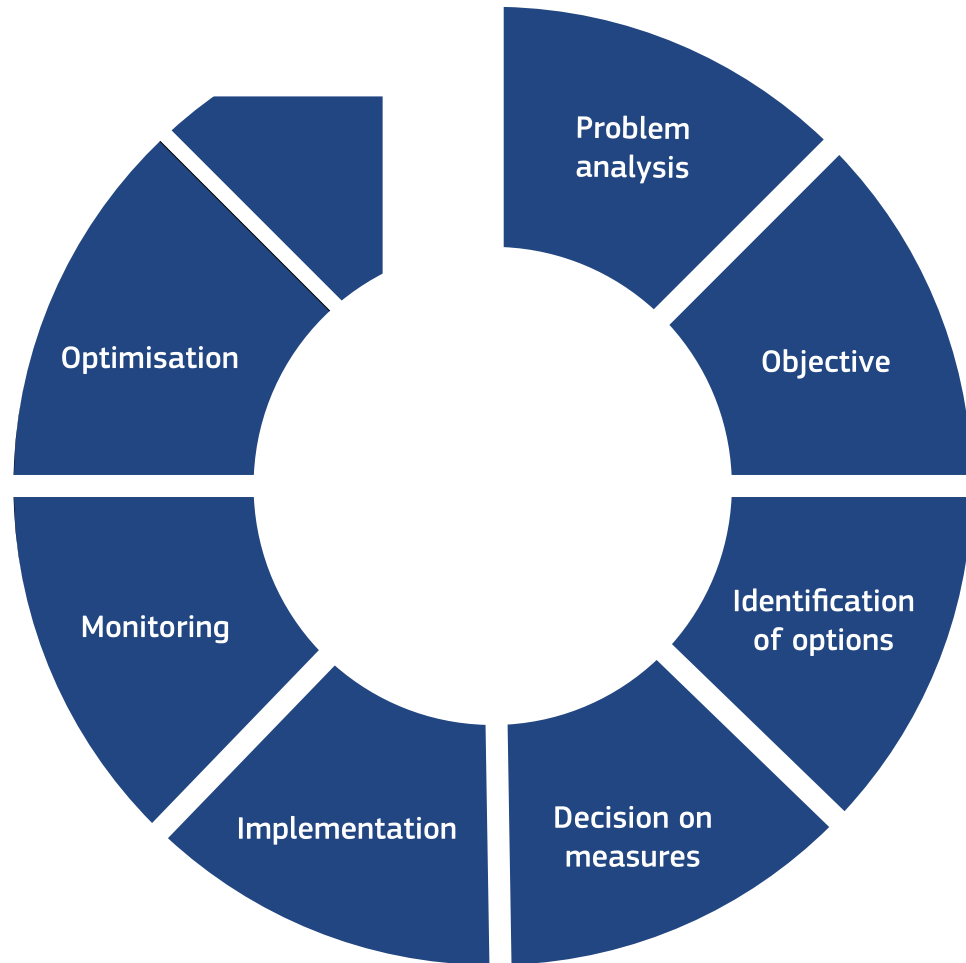 Problem
analysis
Objective
Identification
of options
Decision on
measures
Implementation
Monitoring
Optimisation